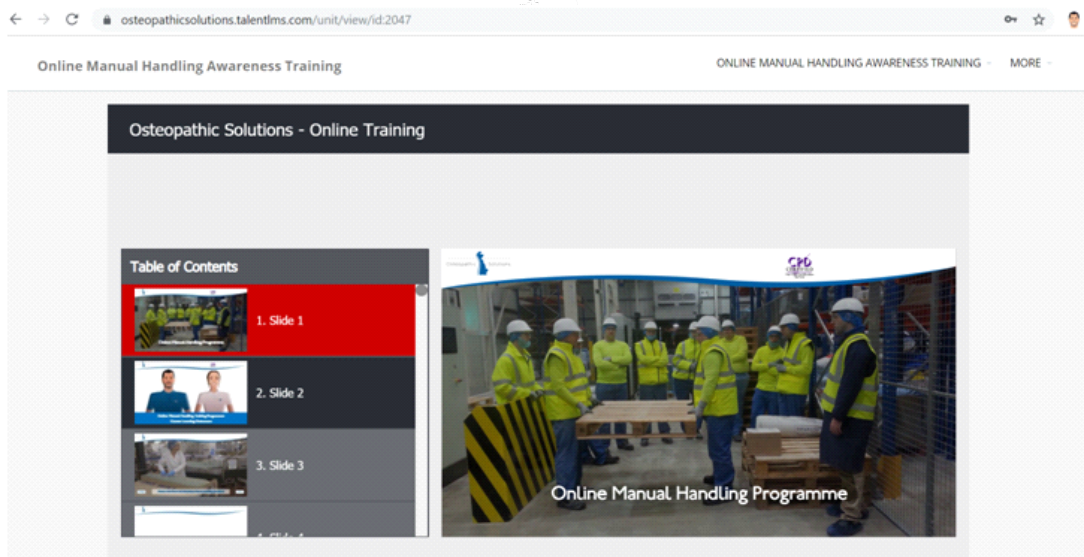 osteopathicsolutions.talentlms.com/unit/view/id:2047
Online Manual Handling Awareness Training
ONLINE MANUAL HANDLING AWARENESS TRAINING
MORE
Osteopathic Solutions - Online Training
Table of Contents
1. Slide 1
2. Slide 2
3. Slide 3
CPD
Online Manual Handling Programme